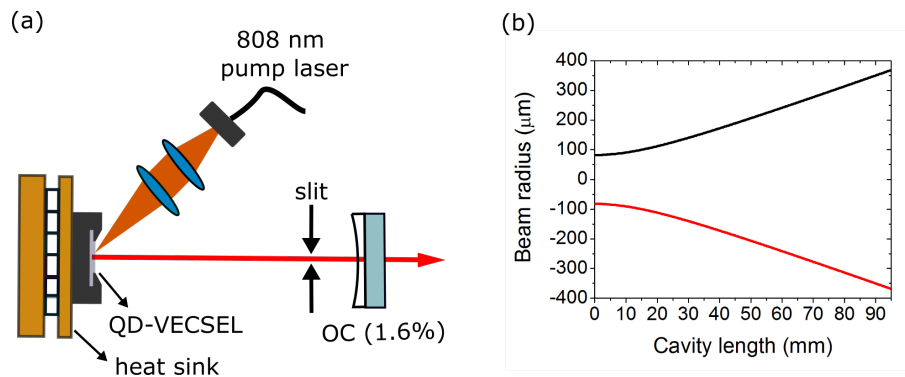 (a)
808 nm
pump laser
slit
QD-VECSEL
OC (1.6%)
heat sink
(b)
Beam radius (μm)
400
300
200
100
0
-100
-200
-300
-400
0 10 20 30 40 50 60 70 80 90
Cavity length (mm)